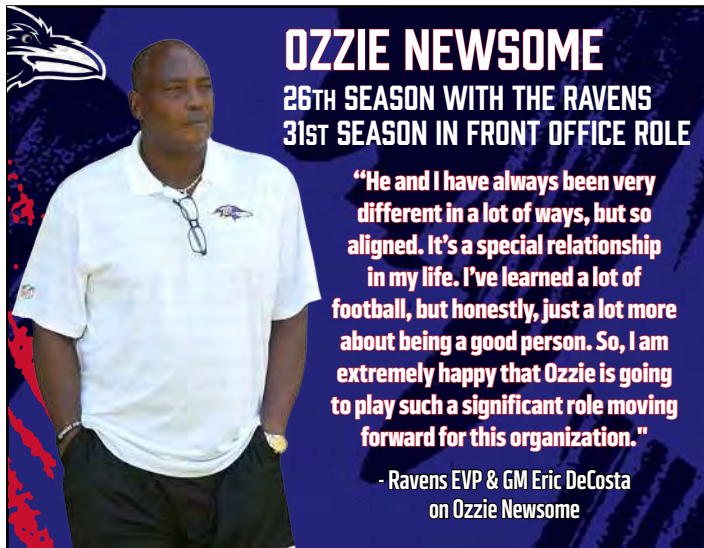 OZZIE NEWSOME
26TH SEASON WITH THE RAVENS
31ST SEASON IN FRONT OFFICE ROLE
“He and I have always been very
different in a lot of ways, but so
aligned. It’s a special relationship
in my life. I’ve learned a lot of
football, but honestly, just a lot more
about being a good person. So, I am
extremely happy that Ozzie is going
to play such a significant role moving
forward for this organization."
- Ravens EVP & GM Eric DeCosta
on Ozzie Newsome